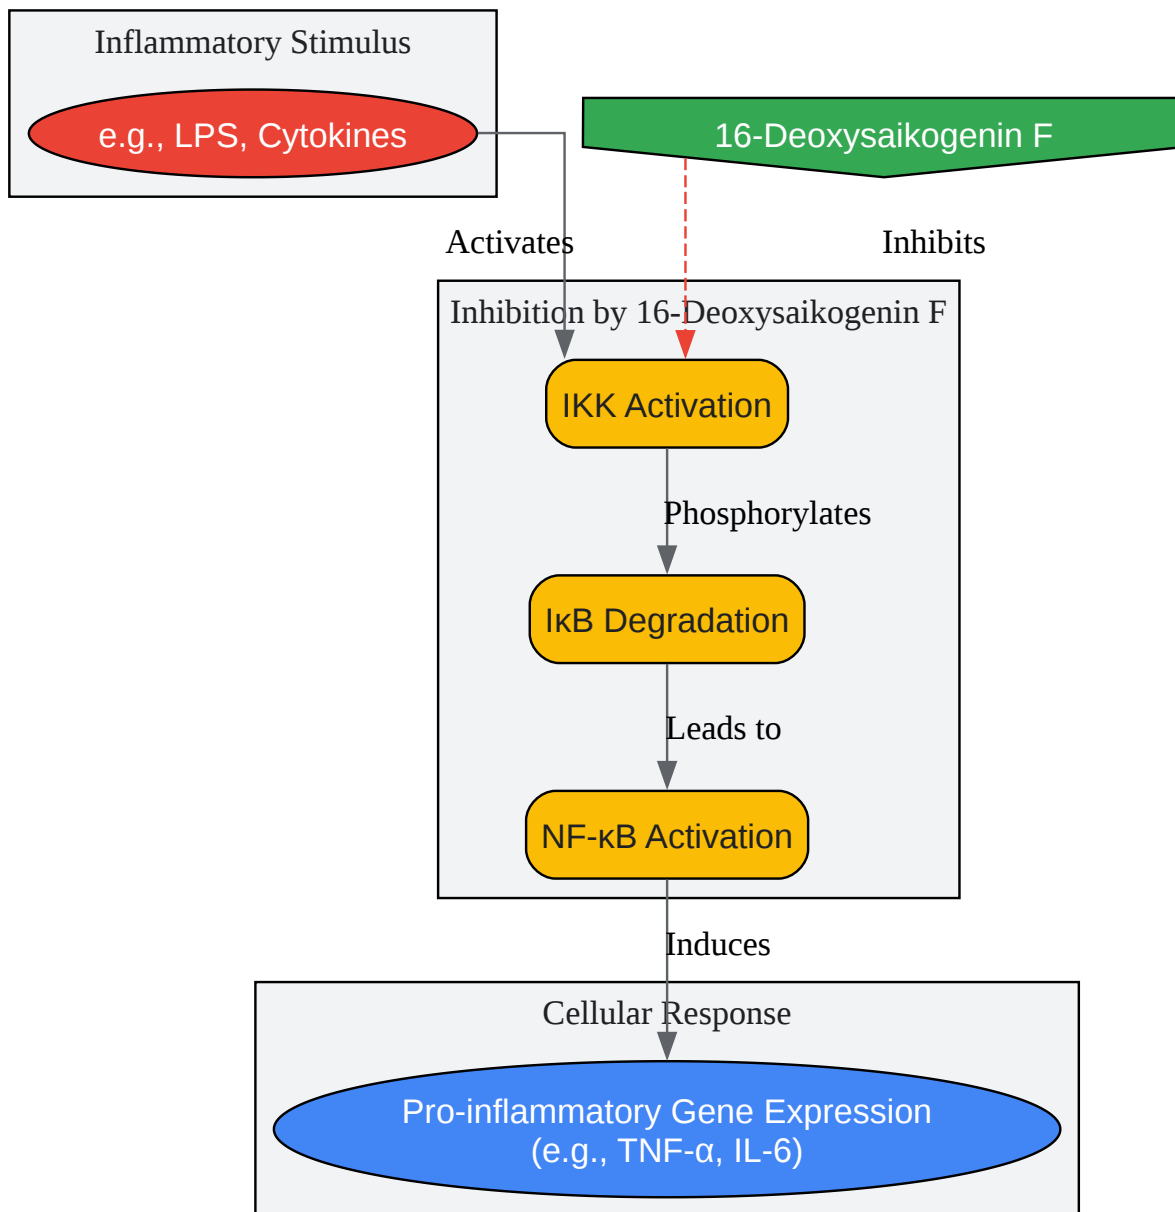 Inflammatory Stimulus
e.g., LPS, Cytokines
16-Deoxysaikogenin F
Activates
Inhibits
Inhibition by 16-Deoxysaikogenin F
IKK Activation
Phosphorylates
IκB Degradation
Leads to
NF-κB Activation
Induces
Cellular Response
Pro-inflammatory Gene Expression
(e.g., TNF-α, IL-6)